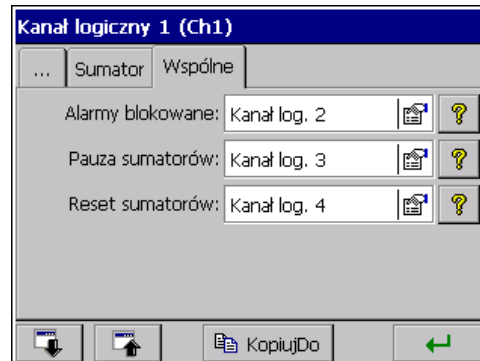 Kanał logiczny 1 (Ch1)
... Sumator Wspólne
Alarmy blokowane: Kanał log. 2 ?
Pauza sumatorów: Kanał log. 3 ?
Reset sumatorów: Kanał log. 4 ?
KopiujDo